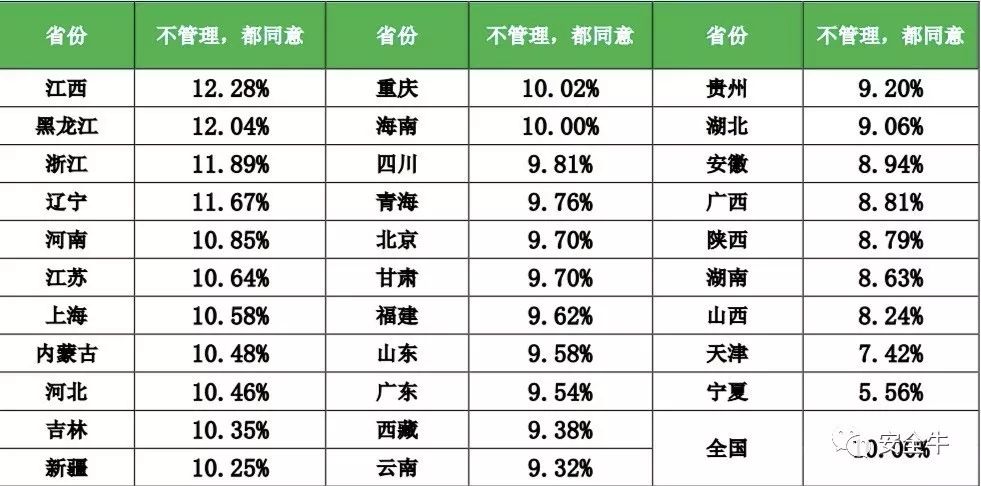 省份 不管理，都同意 省份 不管理，都同意 省份 不管理，都同意
江西 12.28% 重庆 10.02% 贵州 9.20%
黑龙江 12.04% 海南 10.00% 湖北 9.06%
浙江 11.89% 四川 9.81% 安徽 8.94%
辽宁 11.67% 青海 9.76% 广西 8.81%
河南 10.85% 北京 9.70% 陕西 8.79%
江苏 10.64% 甘肃 9.70% 湖南 8.63%
上海 10.58% 福建 9.62% 山西 8.24%
内蒙古 10.48% 山东 9.58% 天津 7.42%
河北 10.46% 广东 9.54% 宁夏 5.56%
吉林 10.35% 西藏 9.38%
全国
安全牛
新疆 10.25% 云南 9.32%